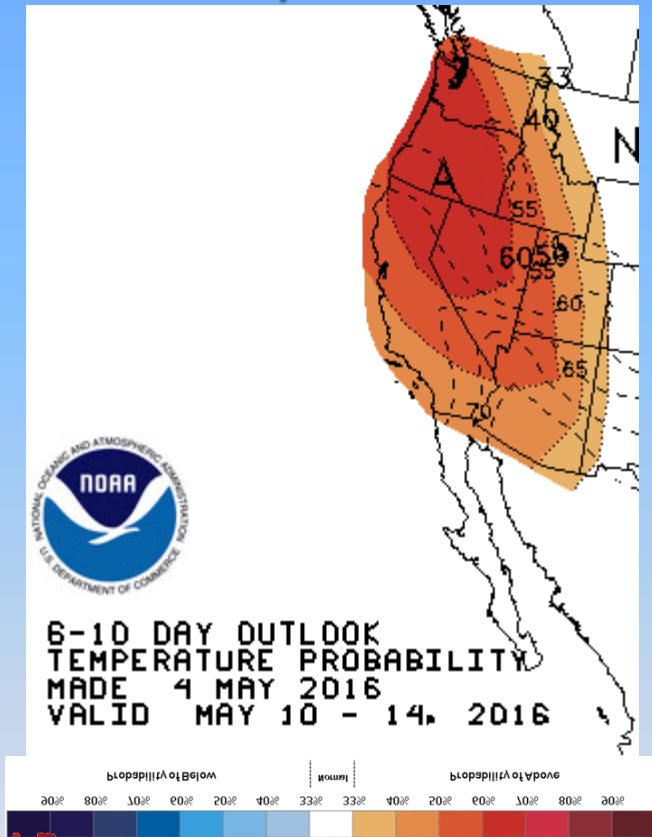 33
40
N
A
55
60
55
60
65
70
NATIONAL OCEANIC AND ATMOSPHERIC ADMINISTRATION
NOAA
U.S. DEPARTMENT OF COMMERCE
6-10 DAY OUTLOOK
TEMPERATURE PROBABILITY
MADE 4 MAY 2016
VALID MAY 10 - 14, 2016
Probability of Below Normal Probability of Above
90% 80% 70% 60% 50% 40% 33% 33% 40% 50% 60% 70% 80% 90%